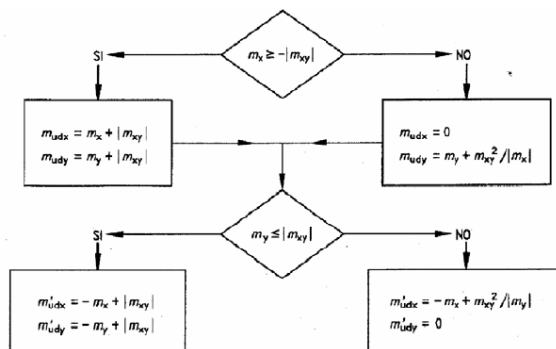 m_x ≥ -|m_xy|
SI
NO
m_udx = m_x + |m_xy|
m_udy = m_y + |m_xy|
m_udx = 0
m_udy = m_y + m_xy²/|m_x|
m_y ≤ |m_xy|
SI
NO
m'_udx = - m_x + |m_xy|
m'_udy = - m_y + |m_xy|
m'_udx = - m_x + m_xy²/|m_y|
m'_udy = 0